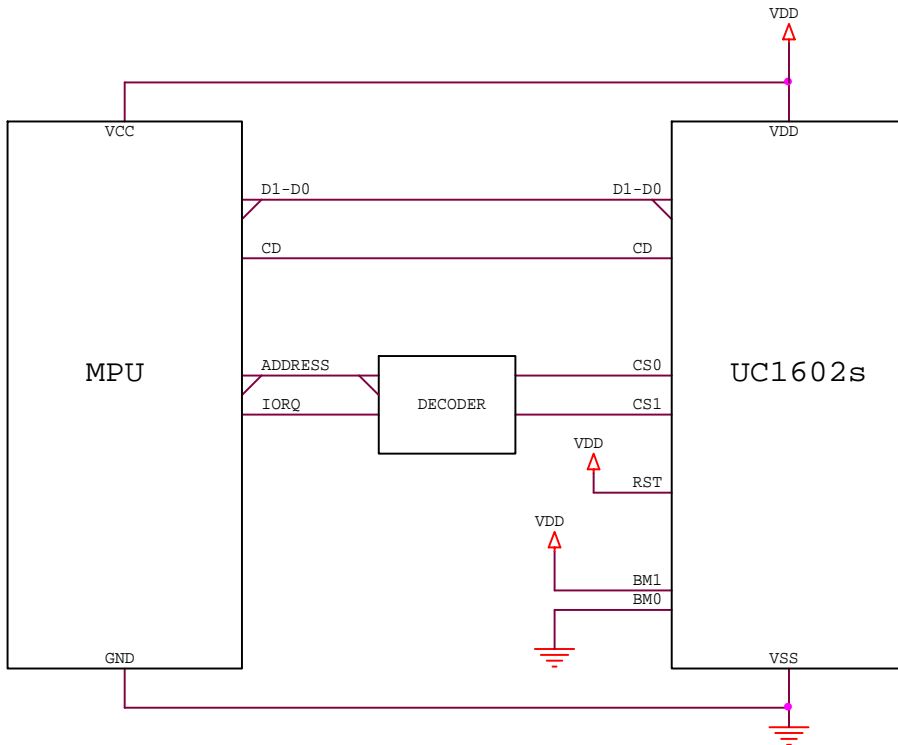 VDD
VCC VDD
D1-D0 D1-D0
CD CD
MPU ADDRESS CS0 UC1602s
IORQ DECODER CS1
VDD
RST
VDD
BM1
BM0
GND VSS